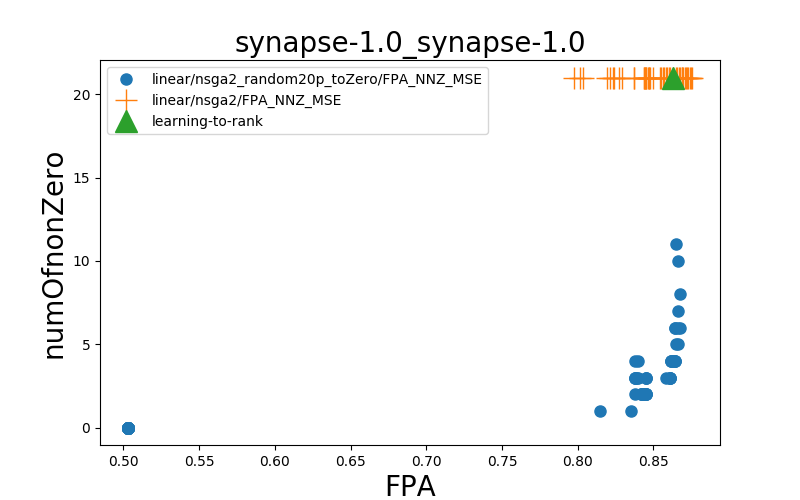 synapse-1.0_synapse-1.0
linear/nsga2_random20p_toZero/FPA_NNZ_MSE
linear/nsga2/FPA_NNZ_MSE
learning-to-rank
numOfnonZero
20
15
10
5
0
0.50 0.55 0.60 0.65 0.70 0.75 0.80 0.85
FPA